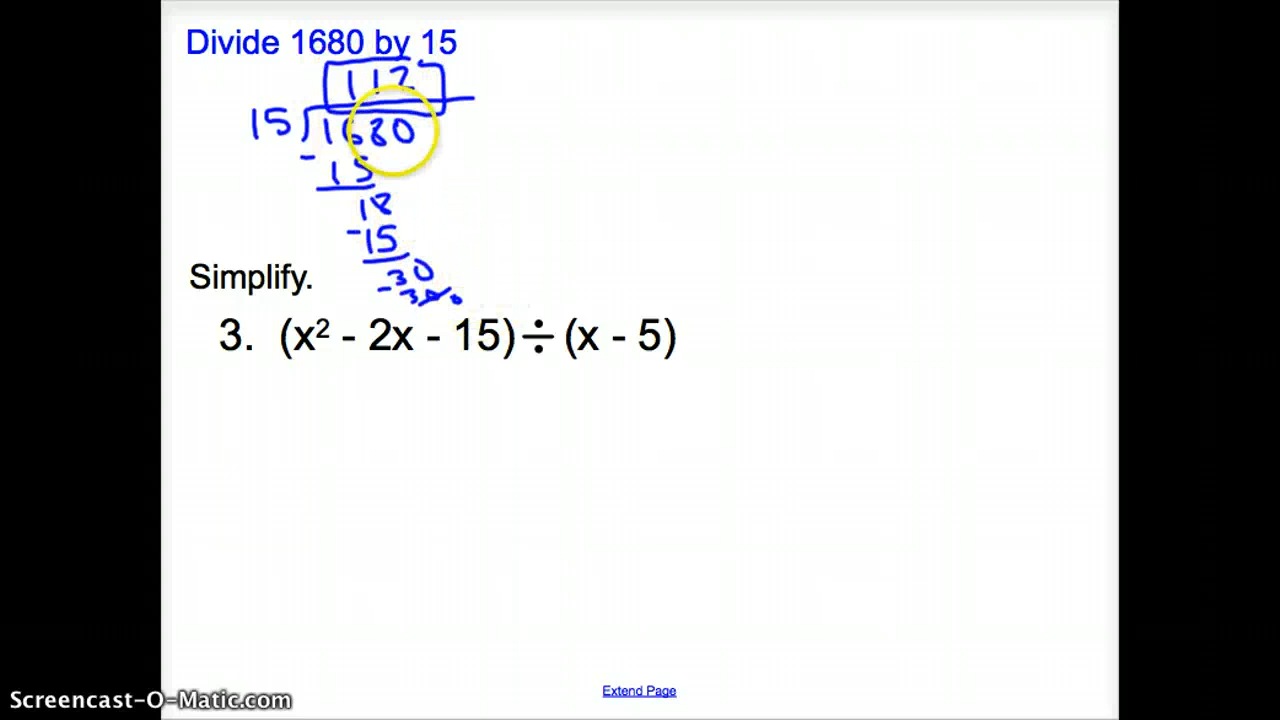 Divide 1680 by 15
112
15 1680
- 15
18
- 15
30
- 30
0
Simplify.
3. (x² - 2x - 15) ÷ (x - 5)
Extend Page
Screencast-O-Matic.com